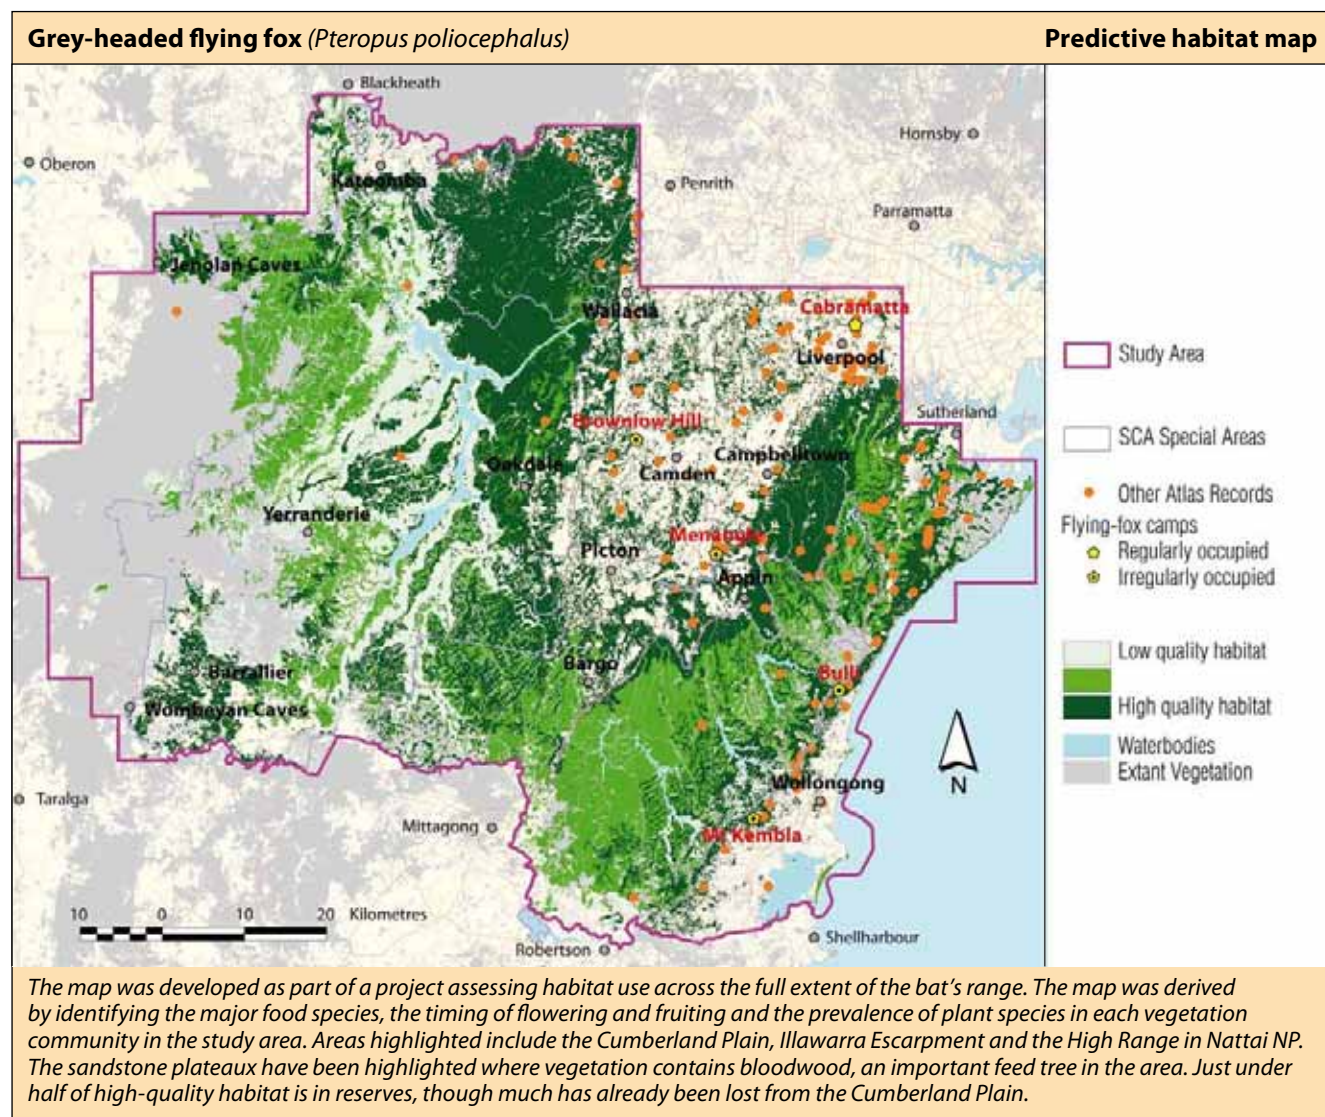 Grey-headed flying fox (Pteropus poliocephalus)
Predictive habitat map
Blackheath
Hornsby
Oberon
Katoomba
Penrith
Parramatta
Jenolan Caves
Wallacia
Cabramatta
Liverpool
Study Area
Brownlow Hill
Sutherland
SCA Special Areas
Oakdale
Camden
Campbelltown
Other Atlas Records
Yerranderie
Flying-fox camps
Regularly occupied
Irregularly occupied
Menangle
Picton
Appin
Low quality habitat
Bargo
Bulli
Barrallier
High quality habitat
Wombeyan Caves
Waterbodies
Extant Vegetation
Wollongong
N
Taralga
Mittagong
Mt Kembla
10 0 10 20 Kilometres
Robertson
Shellharbour
The map was developed as part of a project assessing habitat use across the full extent of the bat’s range. The map was derived
by identifying the major food species, the timing of flowering and fruiting and the prevalence of plant species in each vegetation
community in the study area. Areas highlighted include the Cumberland Plain, Illawarra Escarpment and the High Range in Nattai NP.
The sandstone plateaux have been highlighted where vegetation contains bloodwood, an important feed tree in the area. Just under
half of high-quality habitat is in reserves, though much has already been lost from the Cumberland Plain.